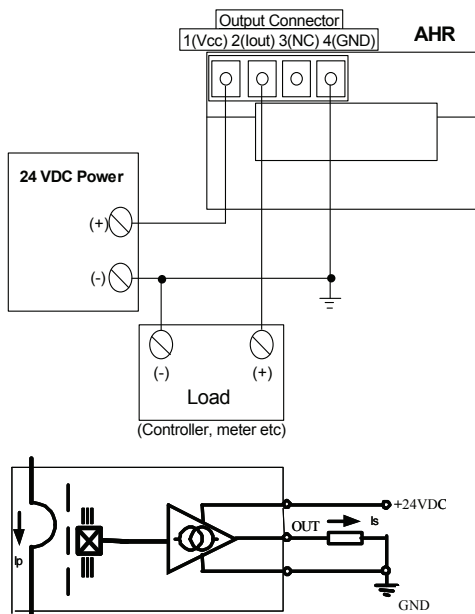 Output Connector
1(Vcc) 2(Iout) 3(NC) 4(GND)
AHR
24 VDC Power
(+)
(-)
(-)
(+)
Load
(Controller, meter etc)
Ip
OUT
Is
+24VDC
GND